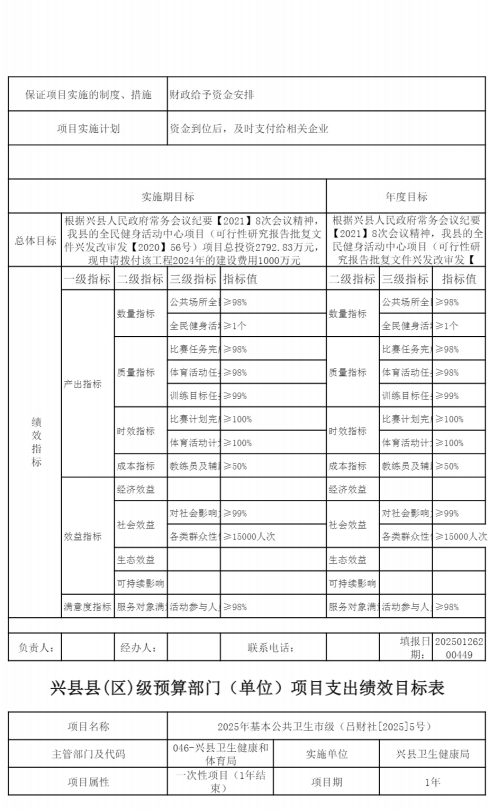 保证项目实施的制度、措施 财政给予资金安排
项目实施计划 资金到位后，及时支付给相关企业
实施期目标 年度目标
总体目标
根据兴县人民政府常务会议纪要【2021】8次会议精神，
我县的全民健身活动中心项目（可行性研究报告批复文
件兴发改审发【2020】56号）项目总投资2792.83万元，
现申请拨付该工程2024年的建设费用1000万元
根据兴县人民政府常务会议纪要
【2021】8次会议精神，我县的全
民健身活动中心项目（可行性研
究报告批复文件兴发改审发【
绩效指标
一级指标 二级指标 三级指标 指标值 二级指标 三级指标 指标值
产出指标
数量指标 公共场所全 ≥98% 数量指标 公共场所全 ≥98%
全民健身活 ≥1个 全民健身活 ≥1个
质量指标 比赛任务完 ≥98% 质量指标 比赛任务完 ≥98%
体育活动任 ≥98% 体育活动任 ≥98%
训练目标任 ≥99% 训练目标任 ≥99%
时效指标 比赛计划完 ≥100% 时效指标 比赛计划完 ≥100%
体育活动计 ≥100% 体育活动计 ≥100%
成本指标 教练员及辅 ≥50% 成本指标 教练员及辅 ≥50%
效益指标
经济效益 经济效益
社会效益 对社会影响 ≥99% 社会效益 对社会影响 ≥99%
各类群众性 ≥15000人次 各类群众性 ≥15000人次
生态效益 生态效益
可持续影响 可持续影响
满意度指标 服务对象满 活动参与人 ≥98% 服务对象满 活动参与人 ≥98%
负责人： 经办人： 联系电话： 填报日期： 20250126200449
兴县县(区)级预算部门（单位）项目支出绩效目标表
项目名称 2025年基本公共卫生市级（吕财社[2025]5号）
主管部门及代码 046-兴县卫生健康和体育局 实施单位 兴县卫生健康局
项目属性 一次性项目（1年结束） 项目期 1年